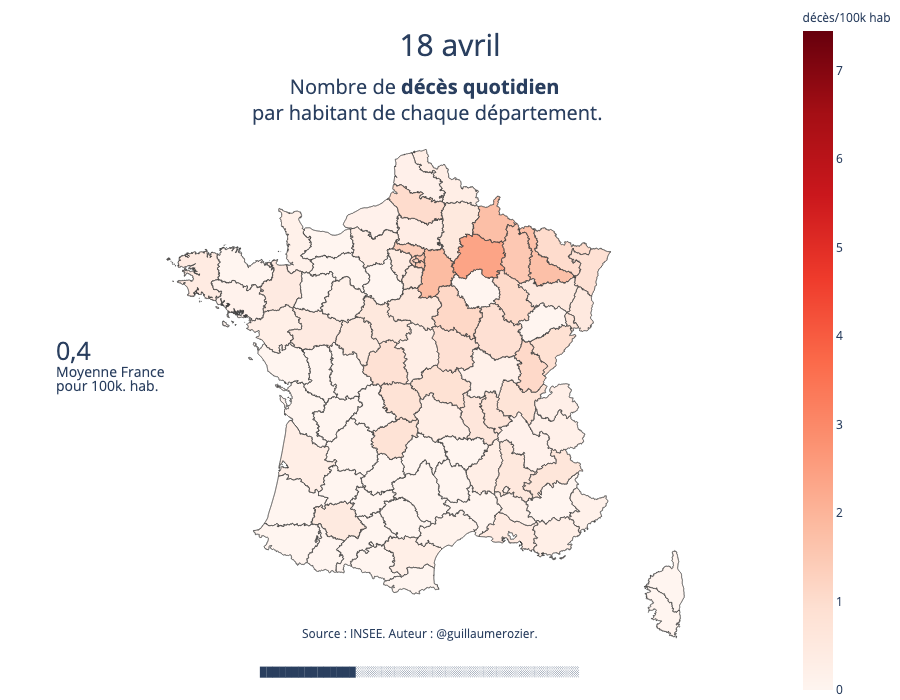 décès/100k hab
18 avril
Nombre de décès quotidien
par habitant de chaque département.
7
6
5
4
3
2
1
0
0,4
Moyenne France
pour 100k. hab.
Source : INSEE. Auteur : @guillaumerozier.